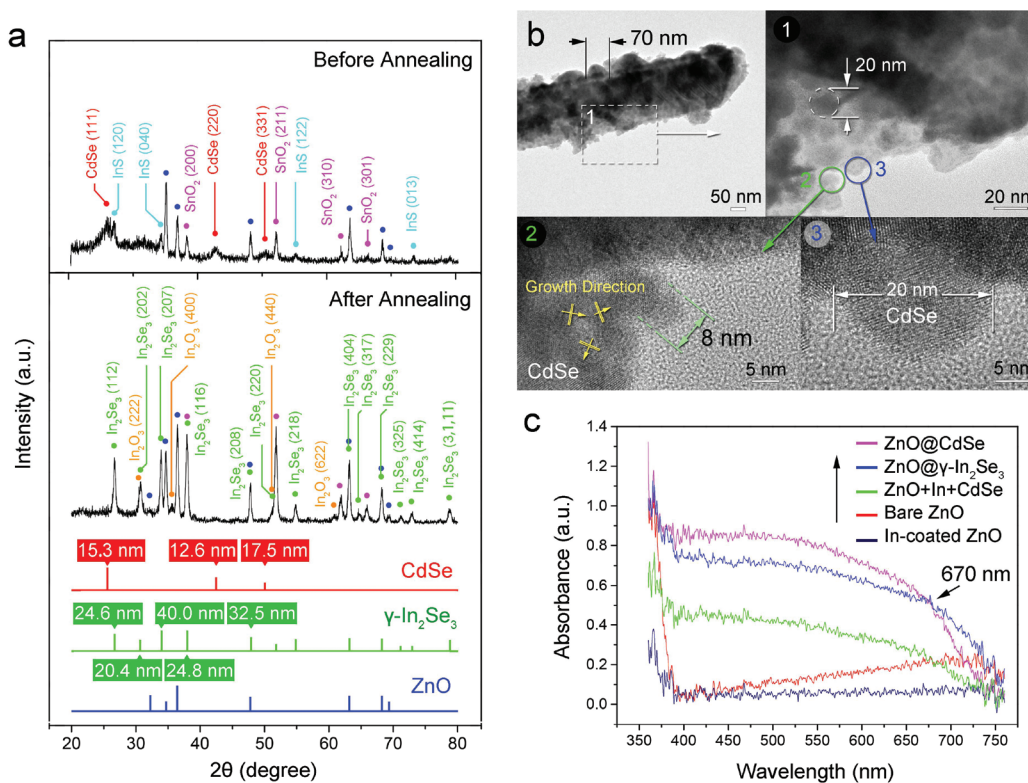 a
Before Annealing
CdSe (111)
InS (120)
InS (040)
SnO2 (200)
CdSe (220)
CdSe (331)
SnO2 (211)
InS (122)
SnO2 (310)
SnO2 (301)
InS (013)
After Annealing
In2Se3 (112)
In2O3 (222)
In2Se3 (202)
In2Se3 (207)
In2O3 (400)
In2Se3 (116)
In2Se3 (208)
In2Se3 (220)
In2O3 (440)
In2Se3 (218)
In2O3 (622)
In2Se3 (404)
In2Se3 (317)
In2Se3 (229)
In2Se3 (325)
In2Se3 (414)
In2Se3 (3,1,11)
Intensity (a.u.)
15.3 nm
12.6 nm
17.5 nm
CdSe
24.6 nm
40.0 nm
32.5 nm
γ-In2Se3
20.4 nm
24.8 nm
ZnO
20 30 40 50 60 70 80
2θ (degree)
b
70 nm
1
50 nm
1
20 nm
2
3
20 nm
2
Growth Direction
8 nm
CdSe
5 nm
3
20 nm
CdSe
5 nm
c
ZnO@CdSe
ZnO@γ-In2Se3
ZnO+In+CdSe
Bare ZnO
In-coated ZnO
670 nm
Absorbance (a.u.)
1.4
1.2
1.0
0.8
0.6
0.4
0.2
0.0
350 400 450 500 550 600 650 700 750
Wavelength (nm)